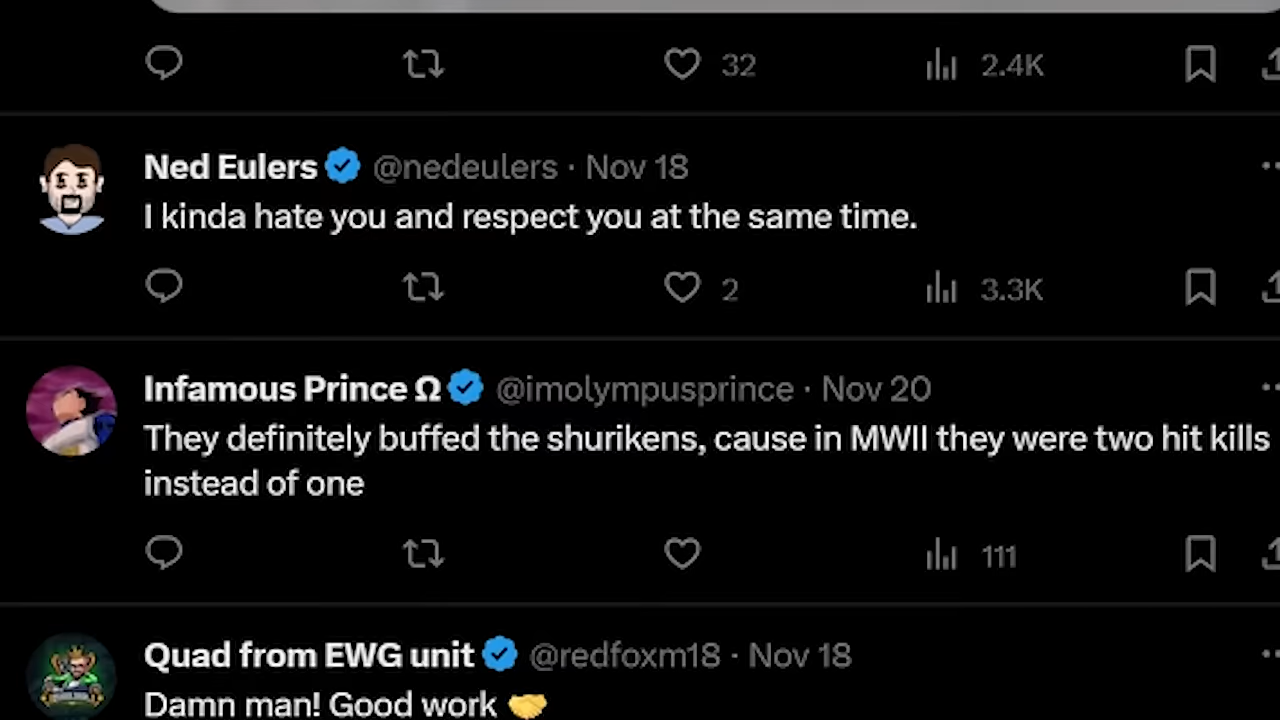 32 2.4K
Ned Eulers @nedeulers · Nov 18
I kinda hate you and respect you at the same time.
2 3.3K
Infamous Prince Ω @imolympusprince · Nov 20
They definitely buffed the shurikens, cause in MWII they were two hit kills
instead of one
111
Quad from EWG unit @redfoxm18 · Nov 18
Damn man! Good work 🤝